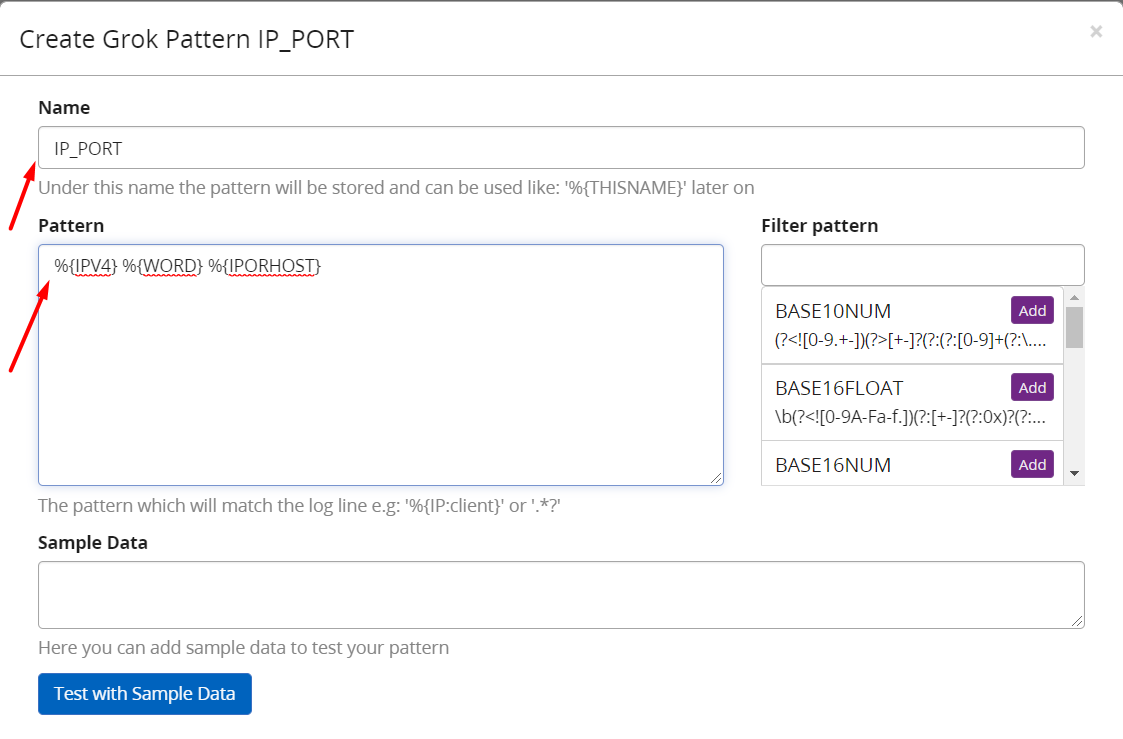 Create Grok Pattern IP_PORT
×
Name
IP_PORT
Under this name the pattern will be stored and can be used like: '%{THISNAME}' later on
Pattern
%{IPV4} %{WORD} %{IPORHOST}
The pattern which will match the log line e.g: '%{IP:client}' or '.*?'
Filter pattern
BASE10NUM
Add
(?<![0-9.+-])(?>[+-]?(?:(?:[0-9]+(?:\....
BASE16FLOAT
Add
\b(?<![0-9A-Fa-f.])(?:[+-]?(?:0x)?(?:...
BASE16NUM
Add
Sample Data
Here you can add sample data to test your pattern
Test with Sample Data